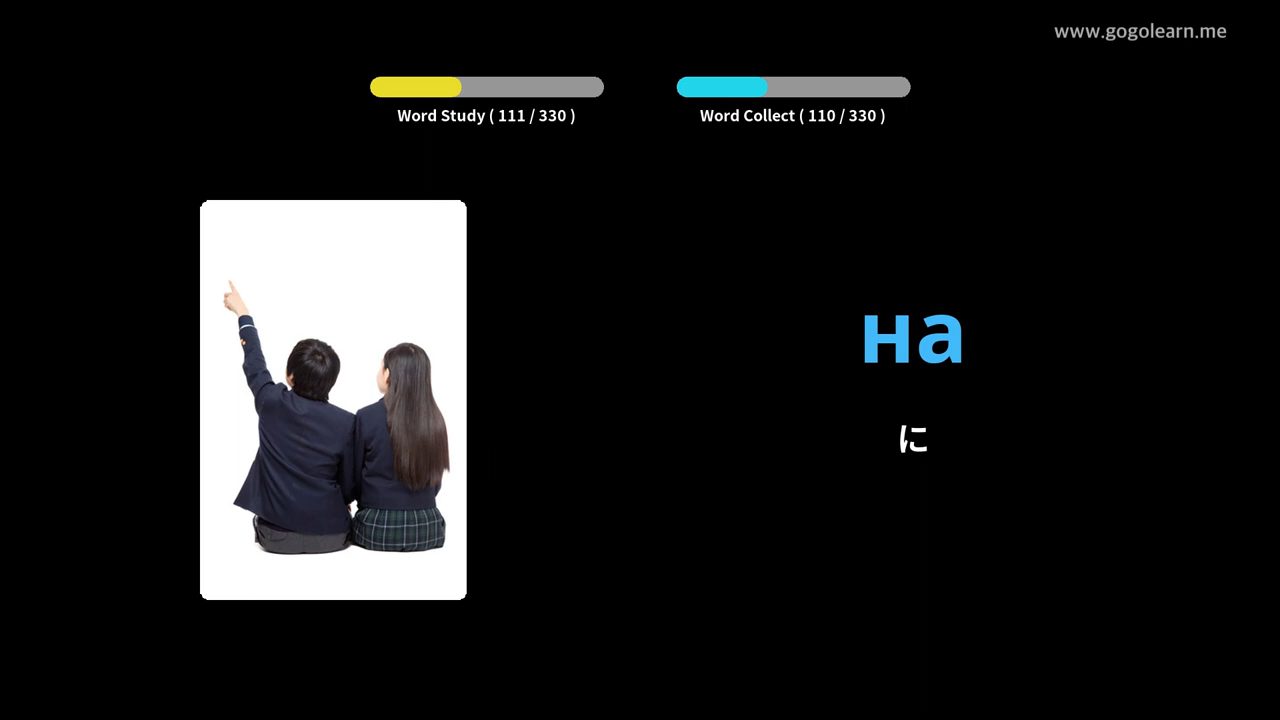 www.gogolearn.me
Word Study ( 111 / 330 )
Word Collect ( 110 / 330 )
на
に